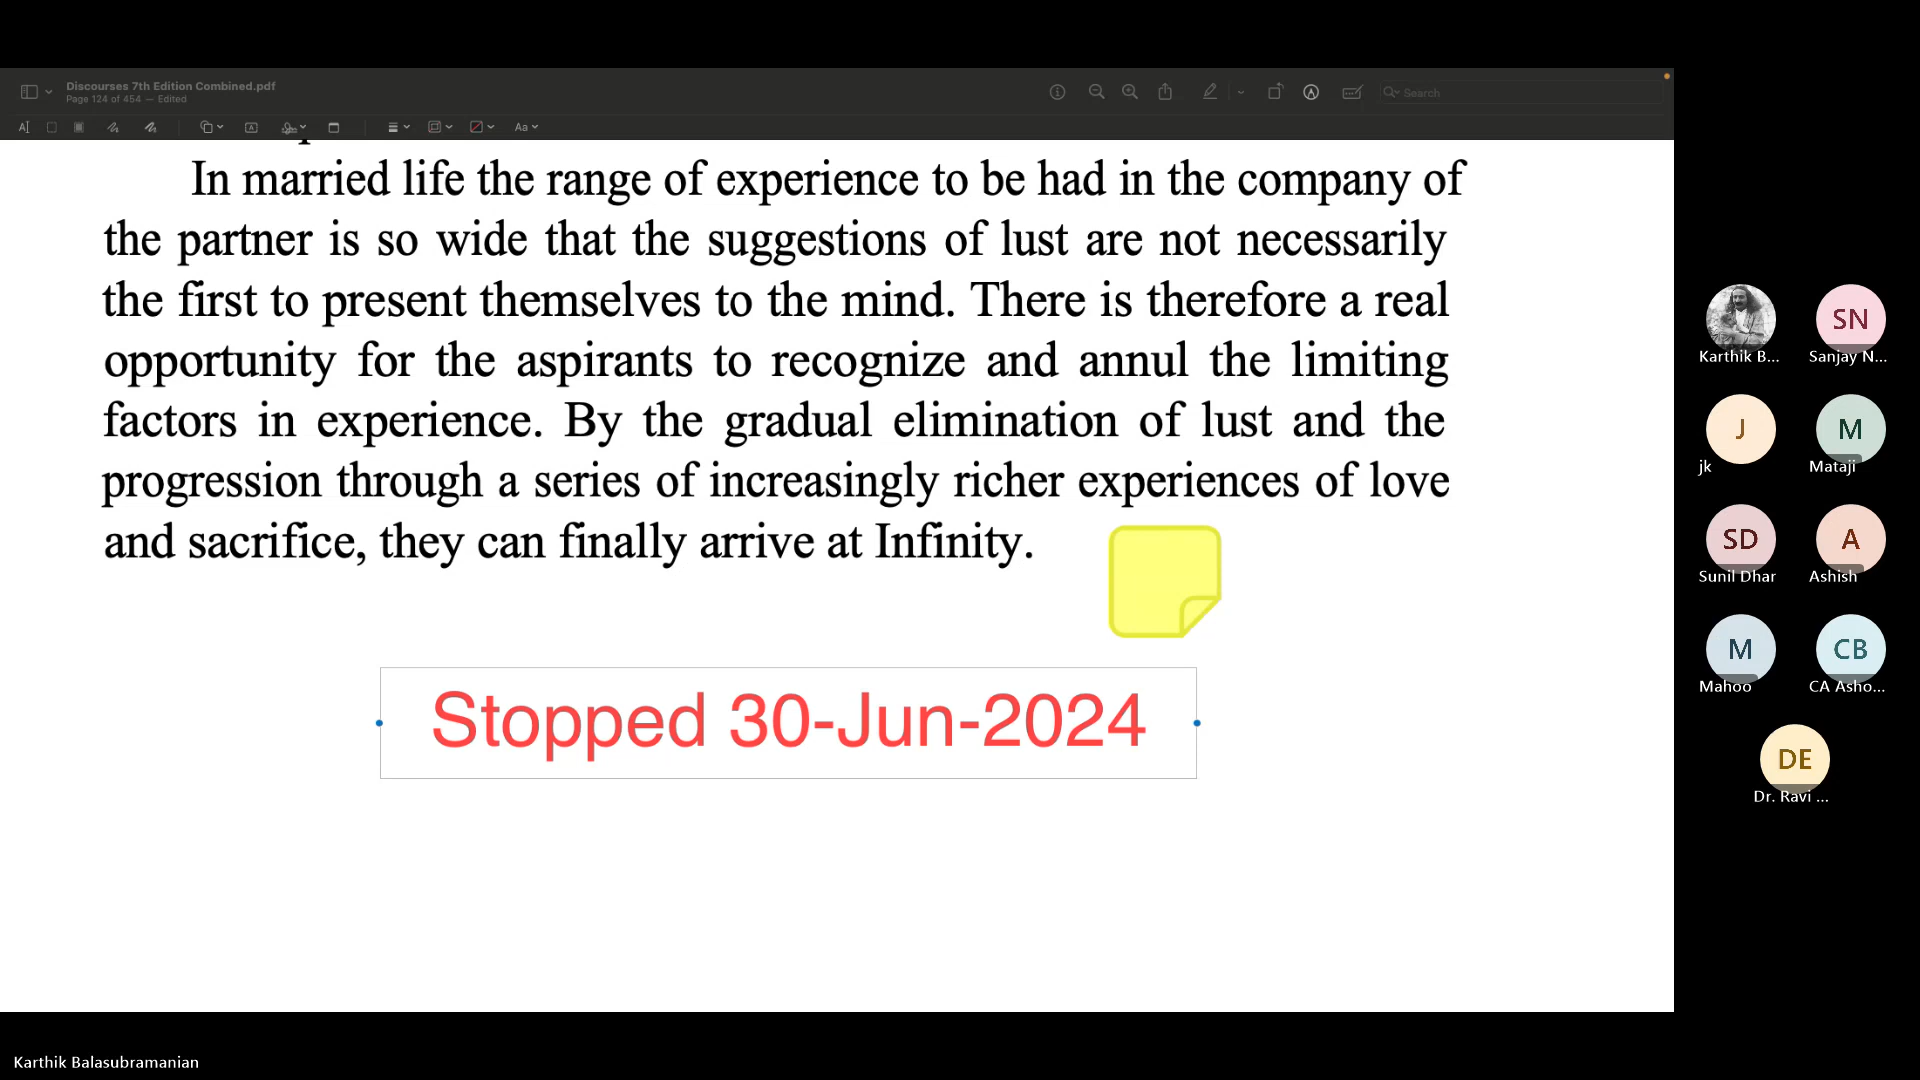 Discourses 7th Edition Combined.pdf
Page 124 of 454 — Edited
Search
Aa
In married life the range of experience to be had in the company of
the partner is so wide that the suggestions of lust are not necessarily
the first to present themselves to the mind. There is therefore a real
opportunity for the aspirants to recognize and annul the limiting
factors in experience. By the gradual elimination of lust and the
progression through a series of increasingly richer experiences of love
and sacrifice, they can finally arrive at Infinity.
Stopped 30-Jun-2024
Karthik B...
SN
Sanjay N...
J
jk
M
Mataji
SD
Sunil Dhar
A
Ashish
M
Mahoo
CB
CA Asho...
DE
Dr. Ravi ...
Karthik Balasubramanian